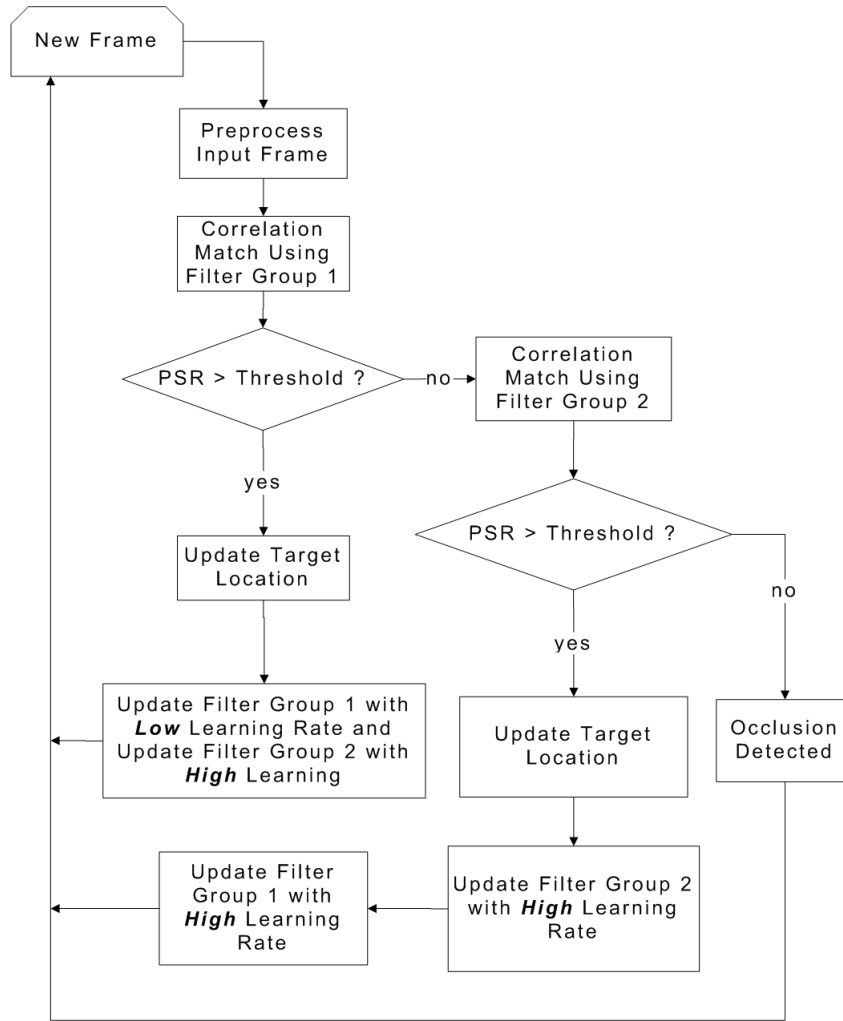 New Frame
Preprocess
Input Frame
Correlation
Match Using
Filter Group 1
PSR > Threshold ?
no
Correlation
Match Using
Filter Group 2
yes
PSR > Threshold ?
Update Target
Location
no
yes
Update Filter Group 1 with
Low Learning Rate and
Update Filter Group 2 with
High Learning
Update Target
Location
Occlusion
Detected
Update Filter
Group 1 with
High Learning
Rate
Update Filter Group 2
with High Learning
Rate